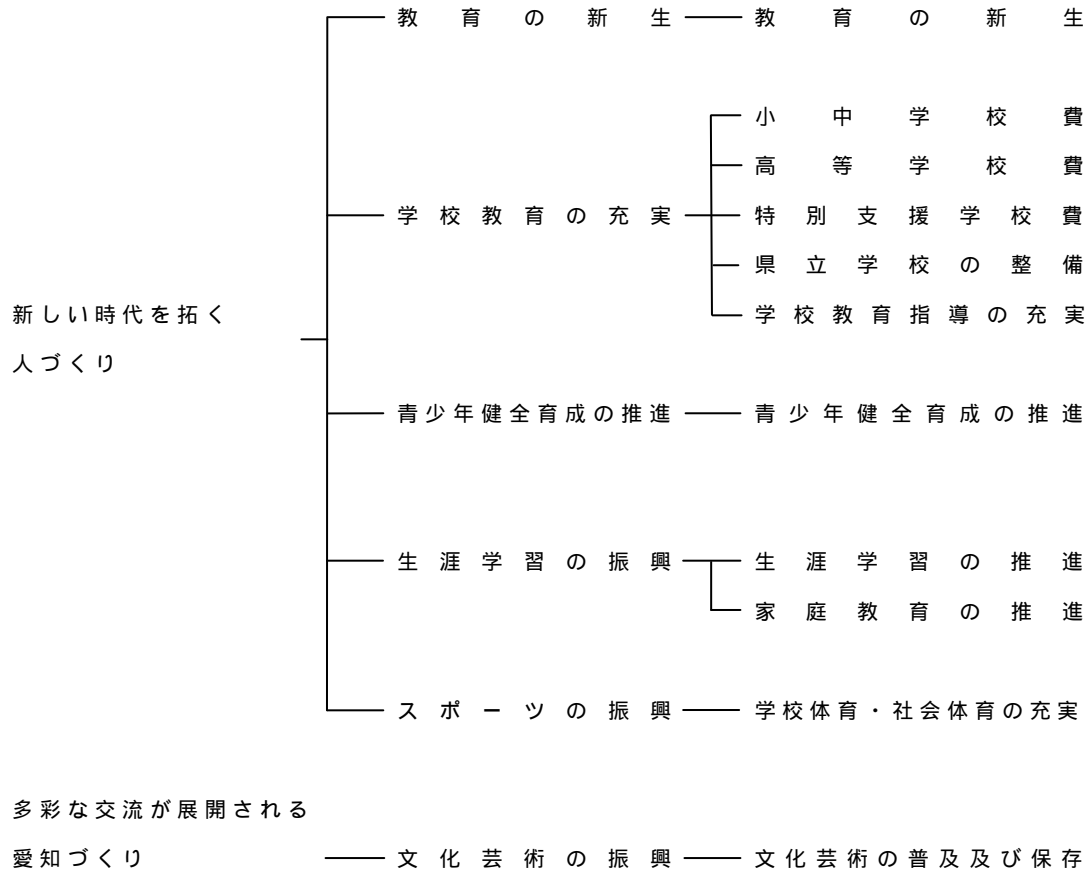 教育の新生 教育の新生
小中学校費
高等学校費
学校教育の充実 特別支援学校費
県立学校の整備
新しい時代を拓く 学校教育指導の充実
人づくり
青少年健全育成の推進 青少年健全育成の推進
生涯学習の振興 生涯学習の推進
家庭教育の推進
スポーツの振興 学校体育・社会体育の充実
多彩な交流が展開される
愛知づくり 文化芸術の振興 文化芸術の普及及び保存